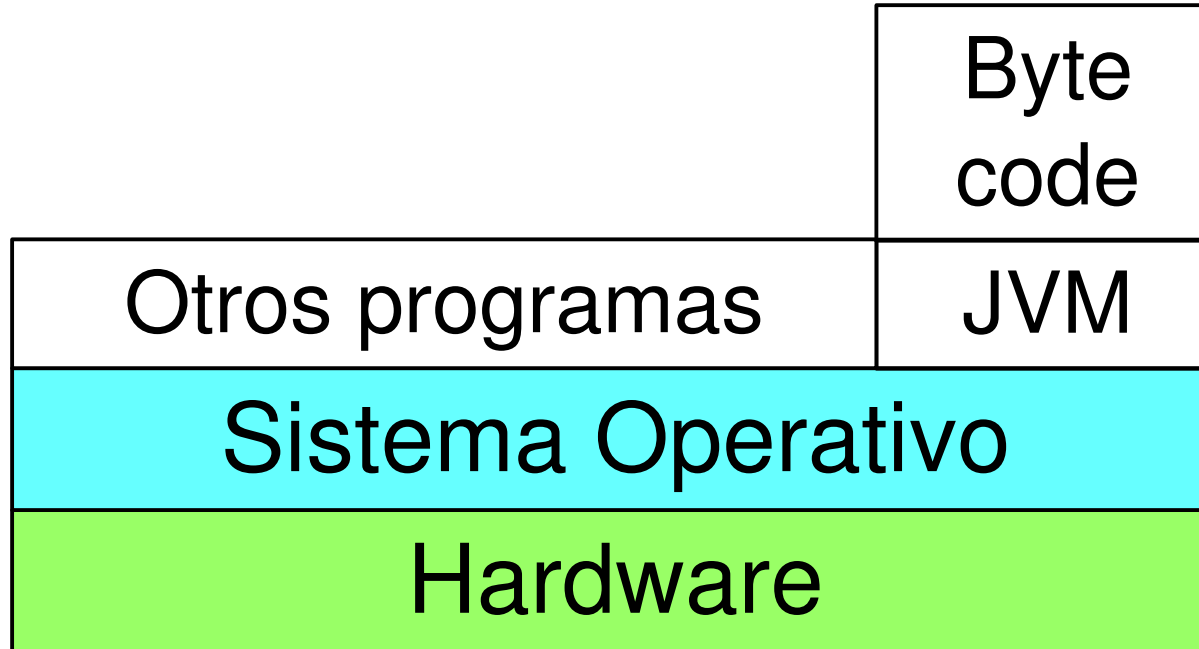 Byte
code
Otros programas
JVM
Sistema Operativo
Hardware